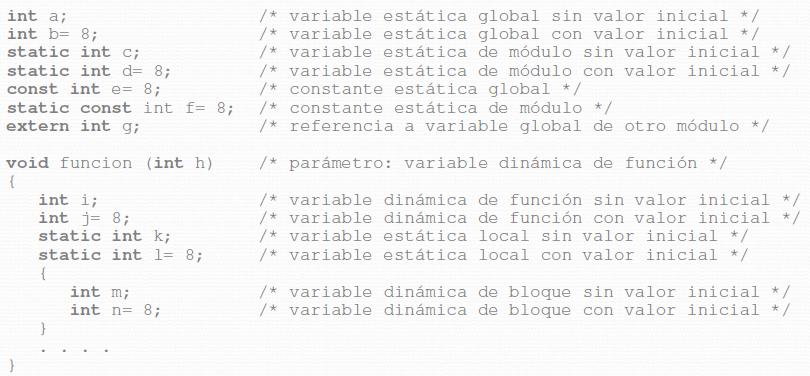 int a; /* variable estática global sin valor inicial */
int b= 8; /* variable estática global con valor inicial */
static int c; /* variable estática de módulo sin valor inicial */
static int d= 8; /* variable estática de módulo con valor inicial */
const int e= 8; /* constante estática global */
static const int f= 8; /* constante estática de módulo */
extern int g; /* referencia a variable global de otro módulo */
void funcion (int h) /* parámetro: variable dinámica de función */
{
int i; /* variable dinámica de función sin valor inicial */
int j= 8; /* variable dinámica de función con valor inicial */
static int k; /* variable estática local sin valor inicial */
static int l= 8; /* variable estática local con valor inicial */
{
int m; /* variable dinámica de bloque sin valor inicial */
int n= 8; /* variable dinámica de bloque con valor inicial */
}
. . . .
}